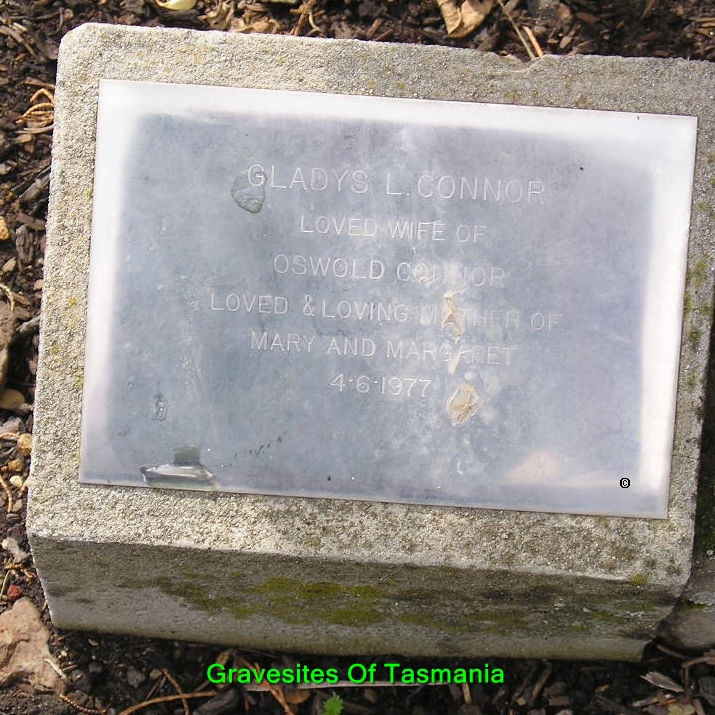 GLADYS L. CONNOR
LOVED WIFE OF
OSWOLD CONNOR
LOVED & LOVING MOTHER OF
MARY AND MARGARET
4-6-1977
©
Gravesites Of Tasmania